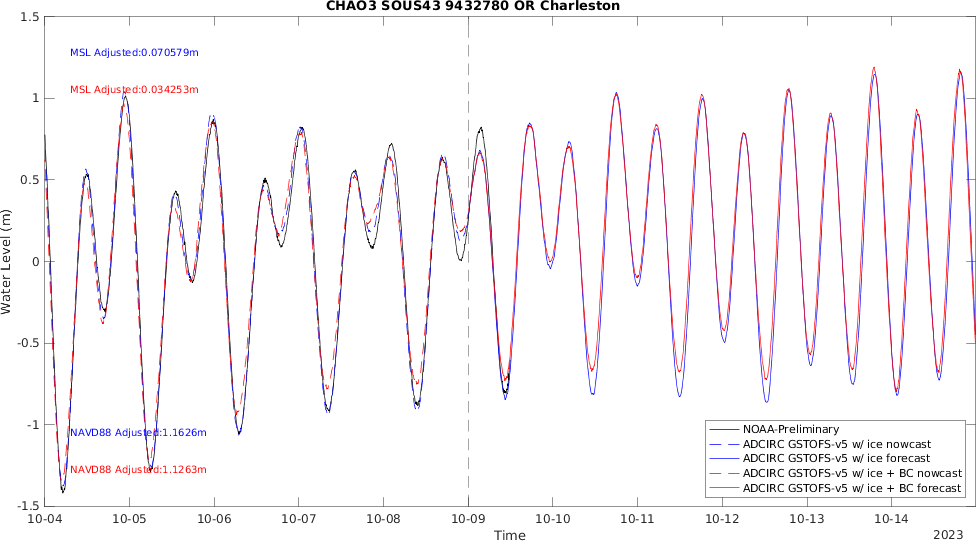 CHAO3 SOUS43 9432780 OR Charleston
1.5
MSL Adjusted:0.070579m
MSL Adjusted:0.034253m
1
0.5
0
-0.5
-1
-1.5
Water Level (m)
NAVD88 Adjusted:1.1626m
NAVD88 Adjusted:1.1263m
NOAA-Preliminary
ADCIRC GSTOFS-v5 w/ ice nowcast
ADCIRC GSTOFS-v5 w/ ice forecast
ADCIRC GSTOFS-v5 w/ ice + BC nowcast
ADCIRC GSTOFS-v5 w/ ice + BC forecast
10-04 10-05 10-06 10-07 10-08 10-09 10-10 10-11 10-12 10-13 10-14
Time
2023